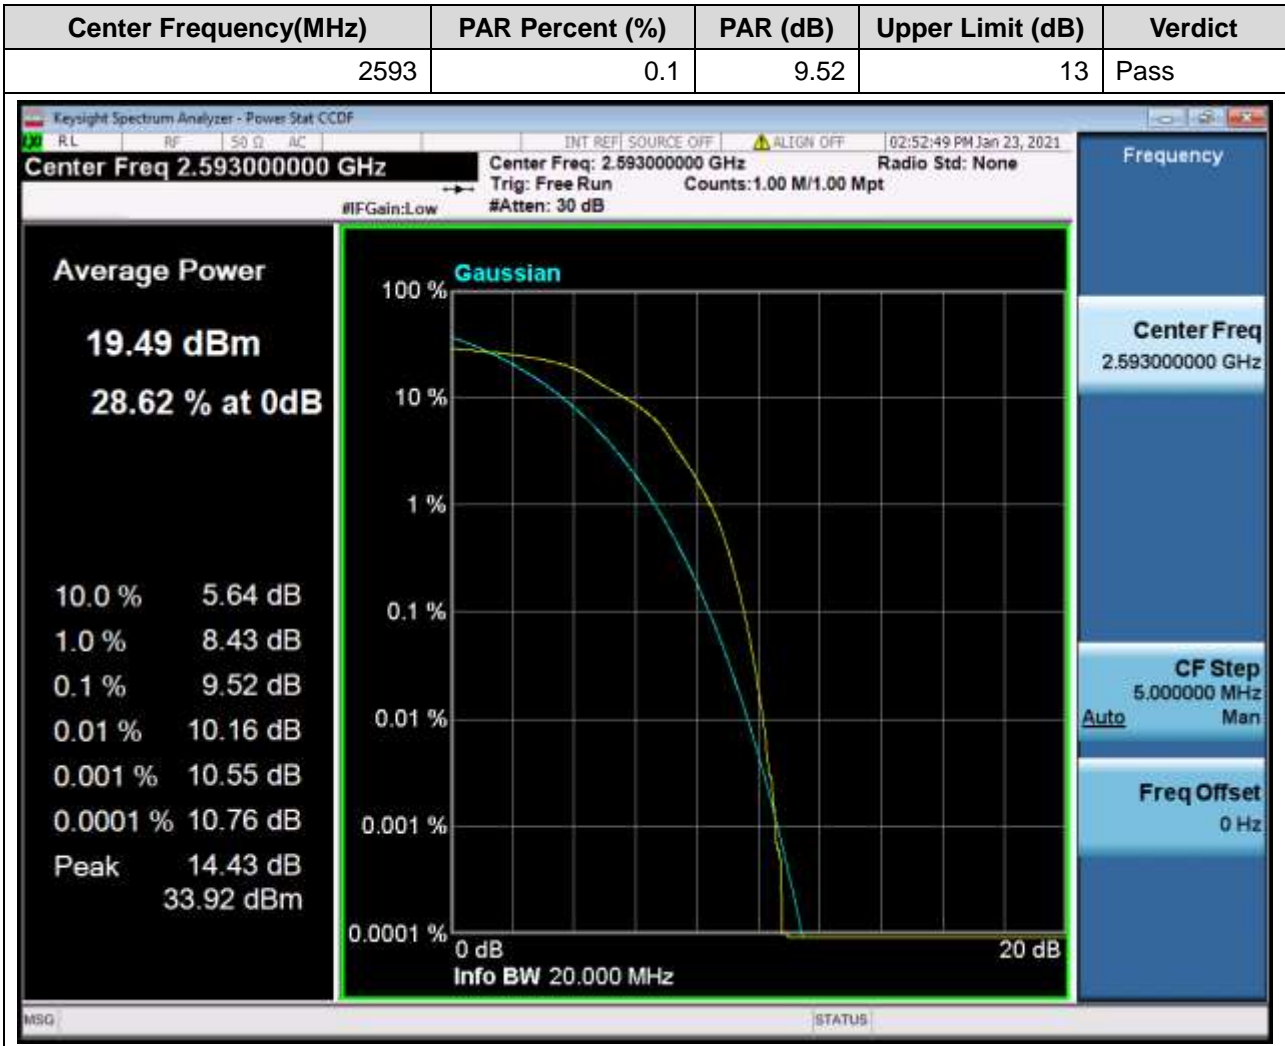 Center Frequency(MHz) PAR Percent (%) PAR (dB) Upper Limit (dB) Verdict
2593 0.1 9.52 13 Pass
Keysight Spectrum Analyzer - Power Stat CCDF
RL RF 50 Ω AC INT REF SOURCE OFF ALIGN OFF 02:52:49 PM Jan 23, 2021
Center Freq 2.593000000 GHz
Center Freq: 2.593000000 GHz Radio Std: None
Trig: Free Run Counts:1.00 M/1.00 Mpt
#IFGain:Low #Atten: 30 dB
Frequency
Average Power
19.49 dBm
28.62 % at 0dB
10.0 % 5.64 dB
1.0 % 8.43 dB
0.1 % 9.52 dB
0.01 % 10.16 dB
0.001 % 10.55 dB
0.0001 % 10.76 dB
Peak 14.43 dB
33.92 dBm
Gaussian
100 %
10 %
1 %
0.1 %
0.01 %
0.001 %
0.0001 %
0 dB 20 dB
Info BW 20.000 MHz
Center Freq
2.593000000 GHz
CF Step
5.000000 MHz
Auto Man
Freq Offset
0 Hz
MSG STATUS